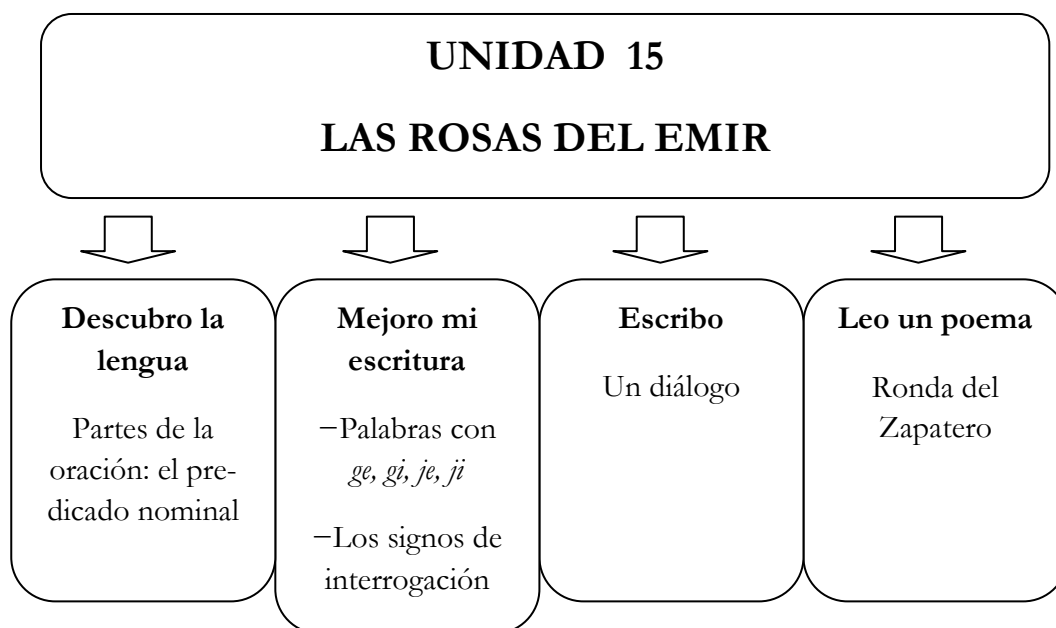 UNIDAD 15
LAS ROSAS DEL EMIR
Descubro la
lengua
Partes de la
oración: el pre-
dicado nominal
Mejoro mi
escritura
−Palabras con
ge, gi, je, ji
−Los signos de
interrogación
Escribo
Un diálogo
Leo un poema
Ronda del
Zapatero